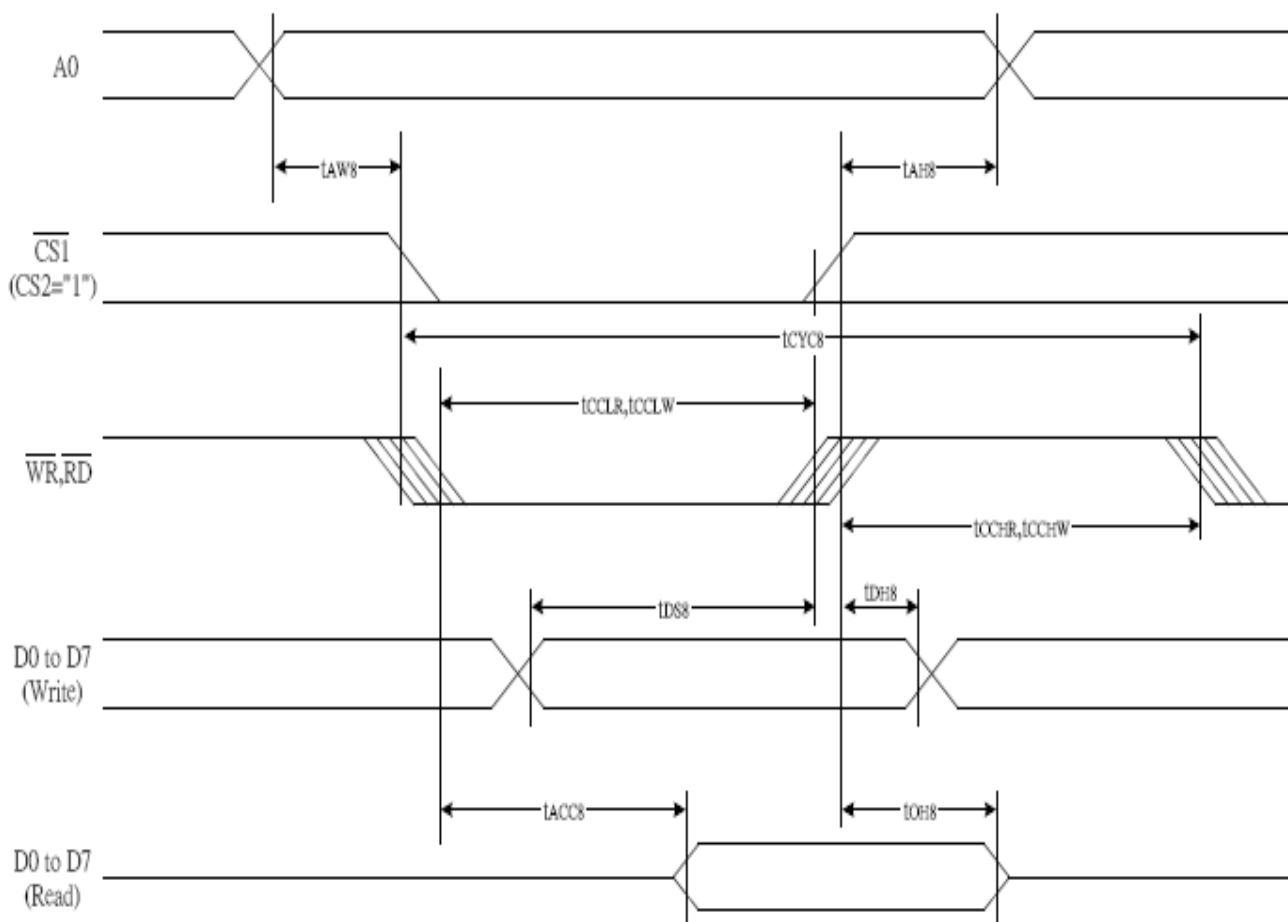 A0
tAW8
tAH8
CS1
(CS2="1")
tCYC8
tCCLR,tCCLW
WR,RD
tCCHR,tCCHW
tDS8
tDH8
D0 to D7
(Write)
tACC8
tOH8
D0 to D7
(Read)